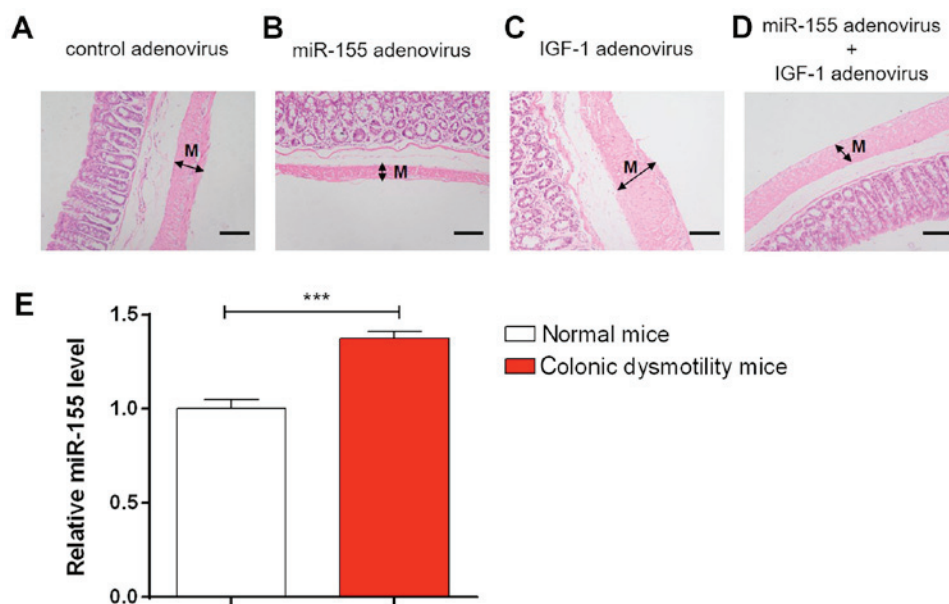 A
control adenovirus
B
miR-155 adenovirus
C
IGF-1 adenovirus
D
miR-155 adenovirus
+
IGF-1 adenovirus
M
M
M
M
E
Relative miR-155 level
1.5
1.0
0.5
0.0
***
Normal mice
Colonic dysmotility mice